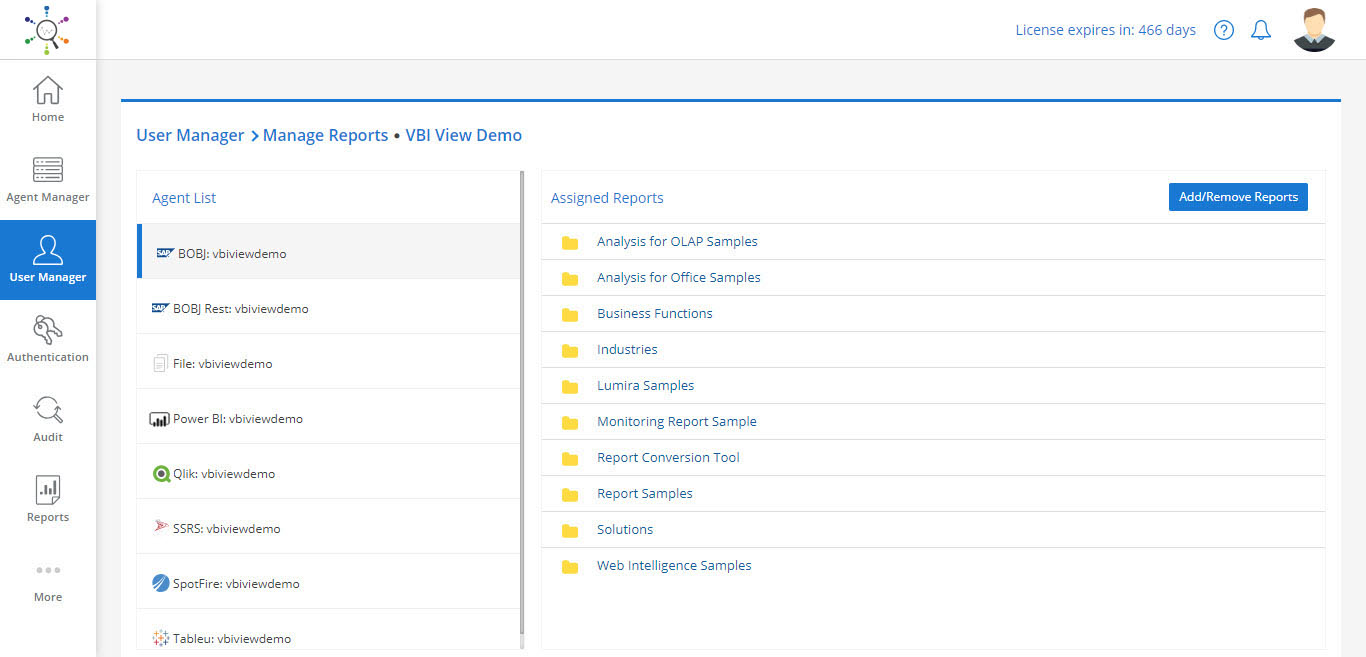 License expires in: 466 days
?
Home
Agent Manager
User Manager
Authentication
Audit
Reports
More
User Manager > Manage Reports • VBI View Demo
Agent List
SAP BOBJ: vbiviewdemo
SAP BOBJ Rest: vbiviewdemo
File: vbiviewdemo
Power BI: vbiviewdemo
Qlik: vbiviewdemo
SSRS: vbiviewdemo
SpotFire: vbiviewdemo
Tableu: vbiviewdemo
Assigned Reports
Add/Remove Reports
Analysis for OLAP Samples
Analysis for Office Samples
Business Functions
Industries
Lumira Samples
Monitoring Report Sample
Report Conversion Tool
Report Samples
Solutions
Web Intelligence Samples